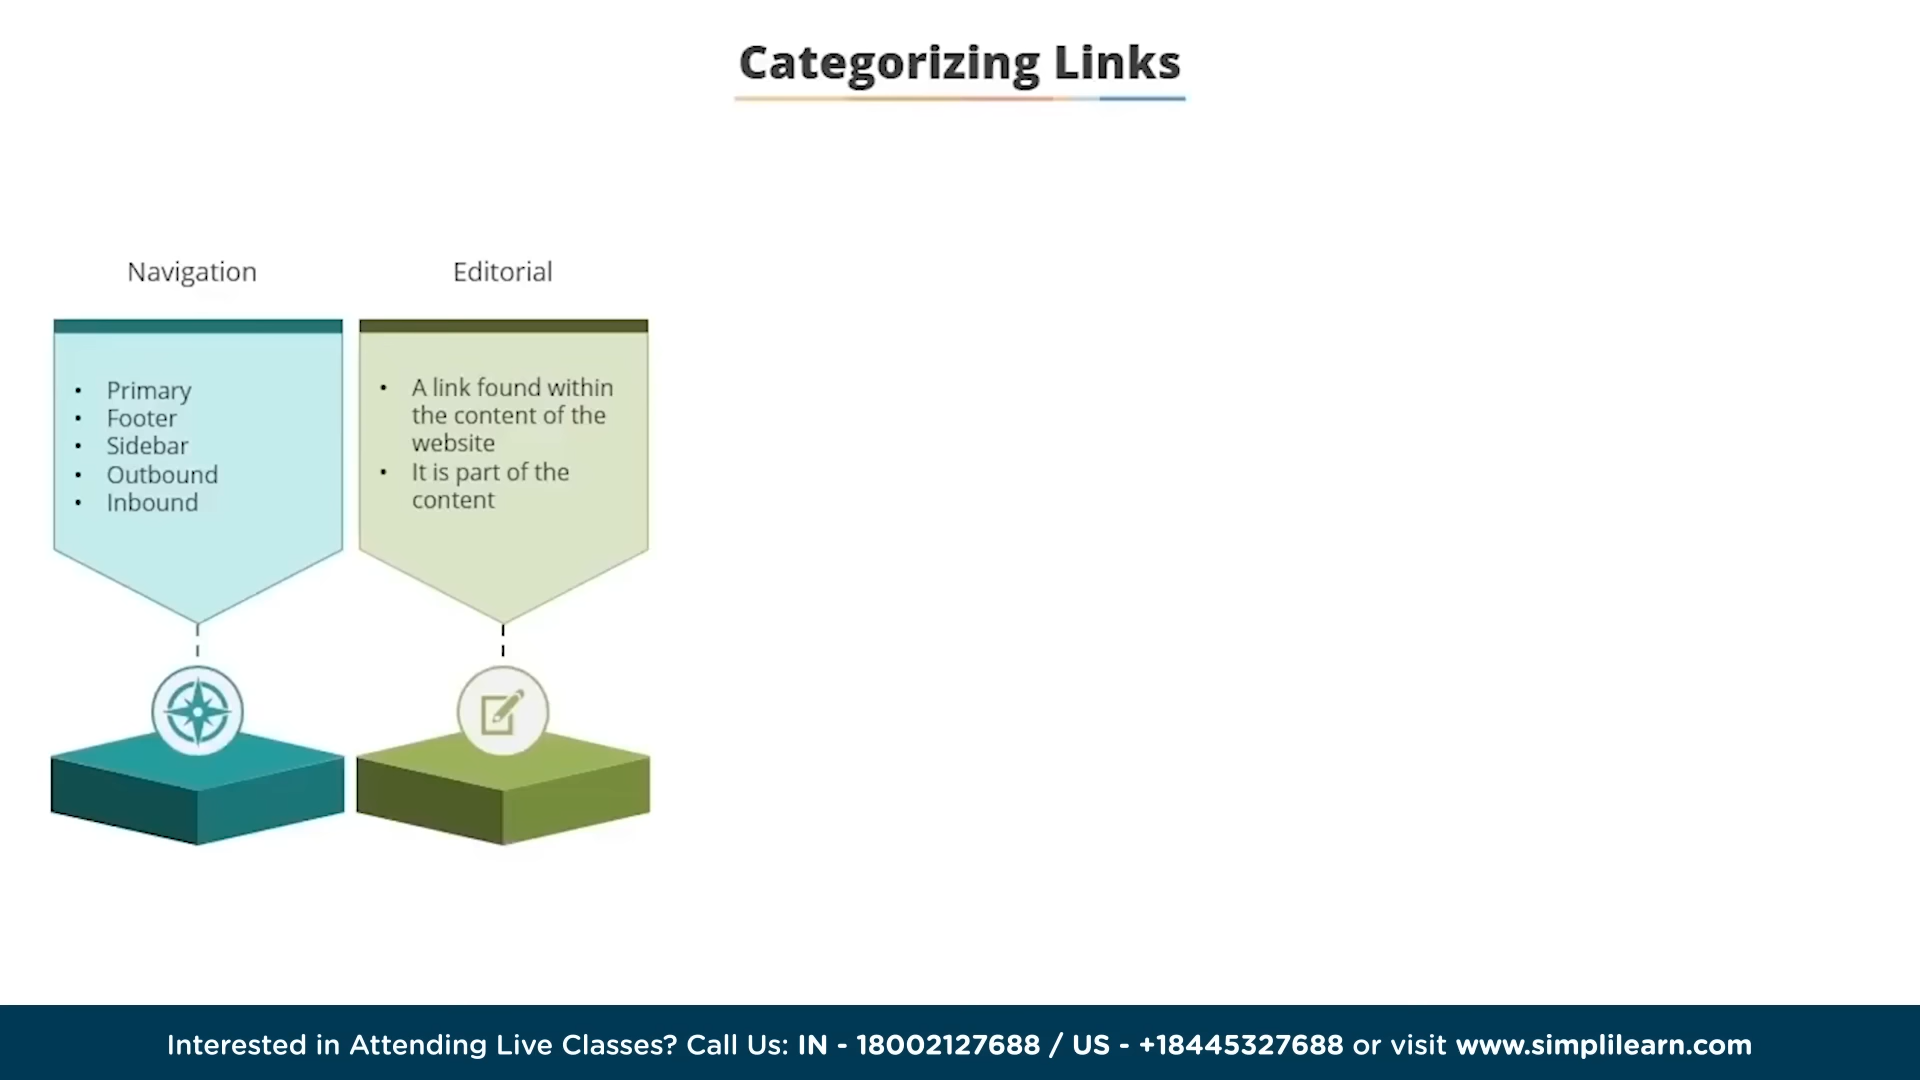 Categorizing Links
Navigation
• Primary
• Footer
• Sidebar
• Outbound
• Inbound
Editorial
• A link found within
the content of the
website
• It is part of the
content
Interested in Attending Live Classes? Call Us: IN - 18002127688 / US - +18445327688 or visit www.simplilearn.com